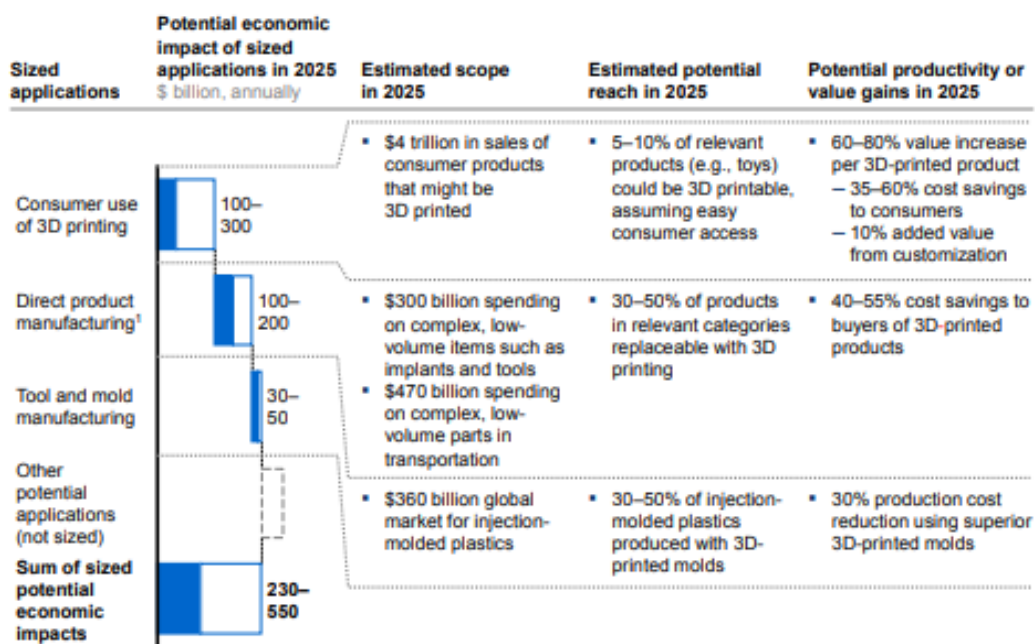 Sized
applications
Potential economic
impact of sized
applications in 2025
$ billion, annually
Estimated scope
in 2025
Estimated potential
reach in 2025
Potential productivity or
value gains in 2025
Consumer use
of 3D printing
100–
300
▪ $4 trillion in sales of
consumer products
that might be
3D printed
▪ 5–10% of relevant
products (e.g., toys)
could be 3D printable,
assuming easy
consumer access
▪ 60–80% value increase
per 3D-printed product
– 35–60% cost savings
to consumers
– 10% added value
from customization
Direct product
manufacturing¹
100–
200
▪ $300 billion spending
on complex, low-
volume items such as
implants and tools
▪ $470 billion spending
on complex, low-
volume parts in
transportation
▪ 30–50% of products
in relevant categories
replaceable with 3D
printing
▪ 40–55% cost savings to
buyers of 3D-printed
products
Tool and mold
manufacturing
30–
50
▪ $360 billion global
market for injection-
molded plastics
▪ 30–50% of injection-
molded plastics
produced with 3D-
printed molds
▪ 30% production cost
reduction using superior
3D-printed molds
Other
potential
applications
(not sized)
Sum of sized
potential
economic
impacts
230–
550